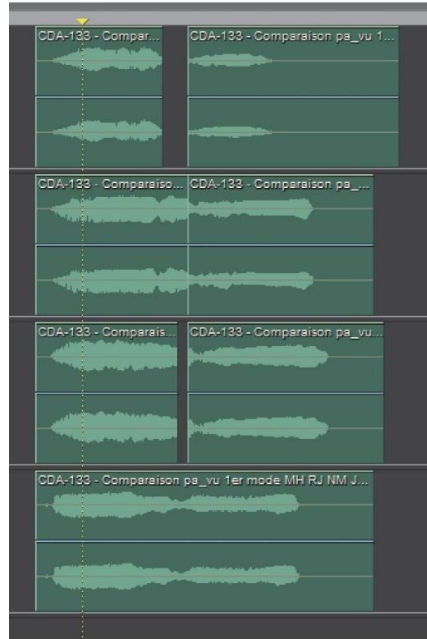 CDA-133 - Compar...
CDA-133 - Comparaison pa_vu 1...
CDA-133 - Comparaiso...
CDA-133 - Comparaison pa_...
CDA-133 - Comparais...
CDA-133 - Comparaison pa_vu...
CDA-133 - Comparaison pa_vu 1er mode MH RJ NM J...